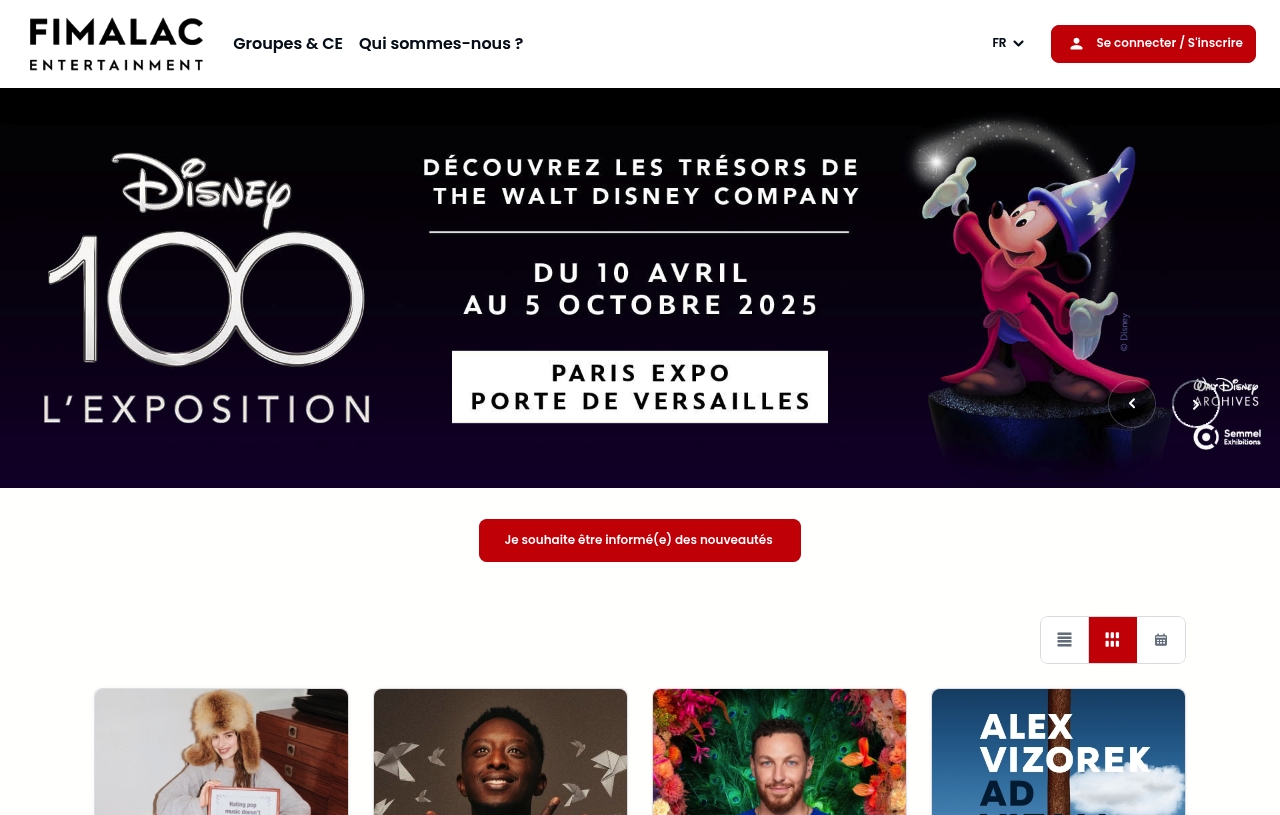 FIMALAC
ENTERTAINMENT
Groupes & CE
Qui sommes-nous ?
FR
Se connecter / S'inscrire
Disney
100
L'EXPOSITION
DÉCOUVREZ LES TRÉSORS DE
THE WALT DISNEY COMPANY
DU 10 AVRIL
AU 5 OCTOBRE 2025
PARIS EXPO
PORTE DE VERSAILLES
© Disney
Walt Disney
ARCHIVES
Semmel
Exhibitions
Je souhaite être informé(e) des nouveautés
Rating pop
music doesn't
ALEX
VIZOREK
AD